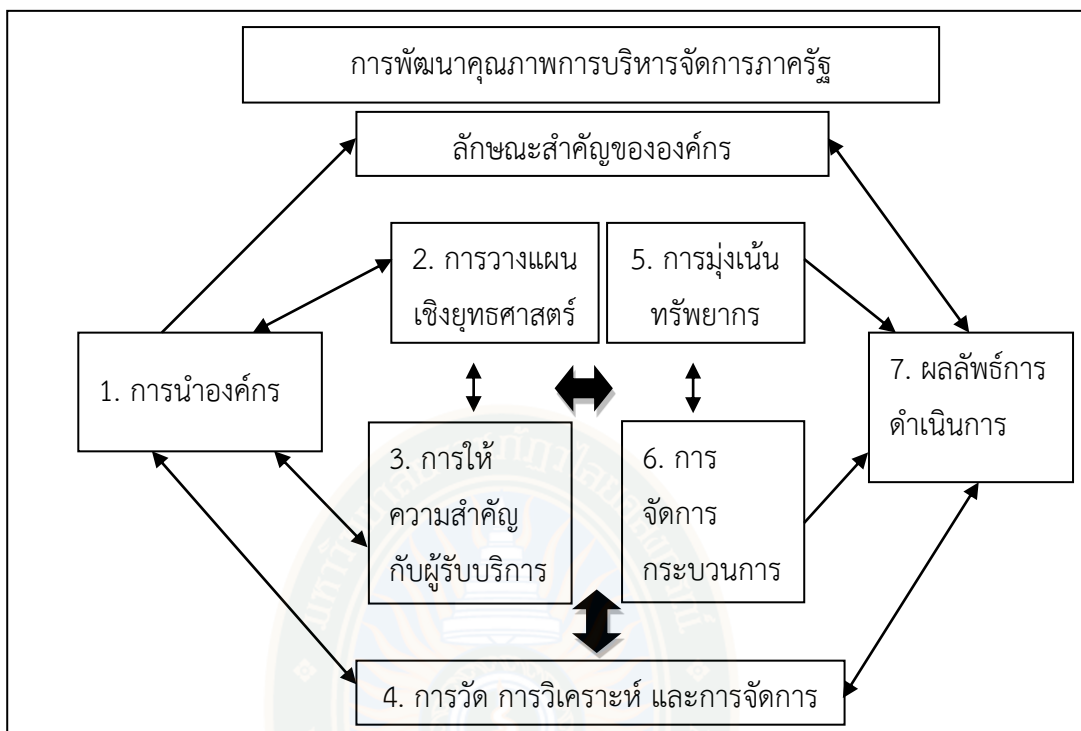 การพัฒนาคุณภาพการบริหารจัดการภาครัฐ
ลักษณะสำคัญขององค์กร
2. การวางแผน
เชิงยุทธศาสตร์
5. การมุ่งเน้น
ทรัพยากร
1. การนำองค์กร
7. ผลลัพธ์การ
ดำเนินการ
3. การให้
ความสำคัญ
กับผู้รับบริการ
6. การ
จัดการ
กระบวนการ
4. การวัด การวิเคราะห์ และการจัดการ